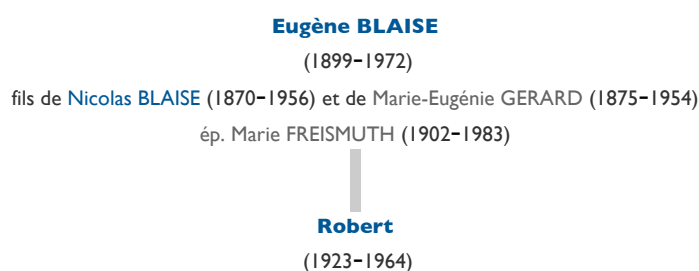 Eugène BLAISE
(1899-1972)
fils de Nicolas BLAISE (1870-1956) et de Marie-Eugénie GERARD (1875-1954)
ép. Marie FREISMUTH (1902-1983)
Robert
(1923-1964)